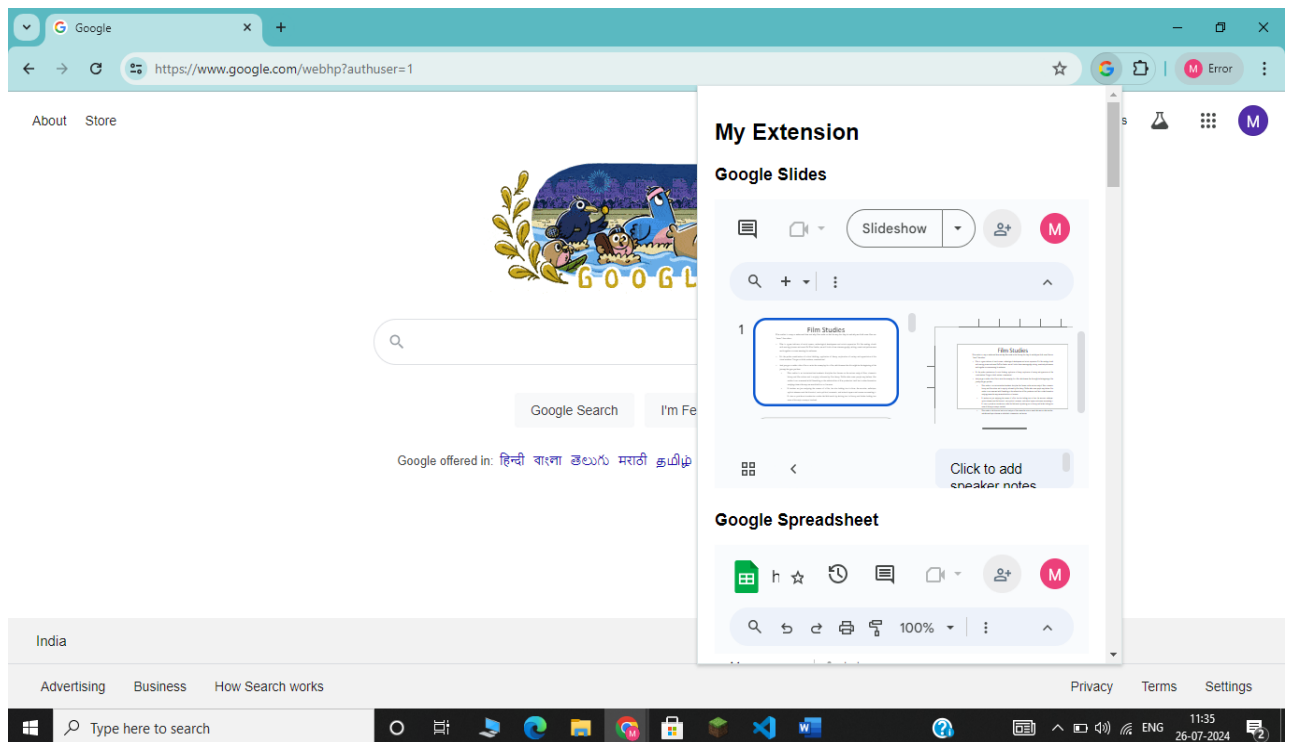 Google
https://www.google.com/webhp?authuser=1
M Error
About Store
s M
My Extension
Google Slides
Slideshow
M
GOOGL
1
Film Studies
Film Studies
Google Search
I'm Fe
Google offered in: हिन्दी বাংলা తెలుగు मराठी தமிழ்
Click to add
speaker notes
Google Spreadsheet
h
M
100%
India
Advertising Business How Search works
Privacy Terms Settings
Type here to search
ENG
11:35
26-07-2024
2